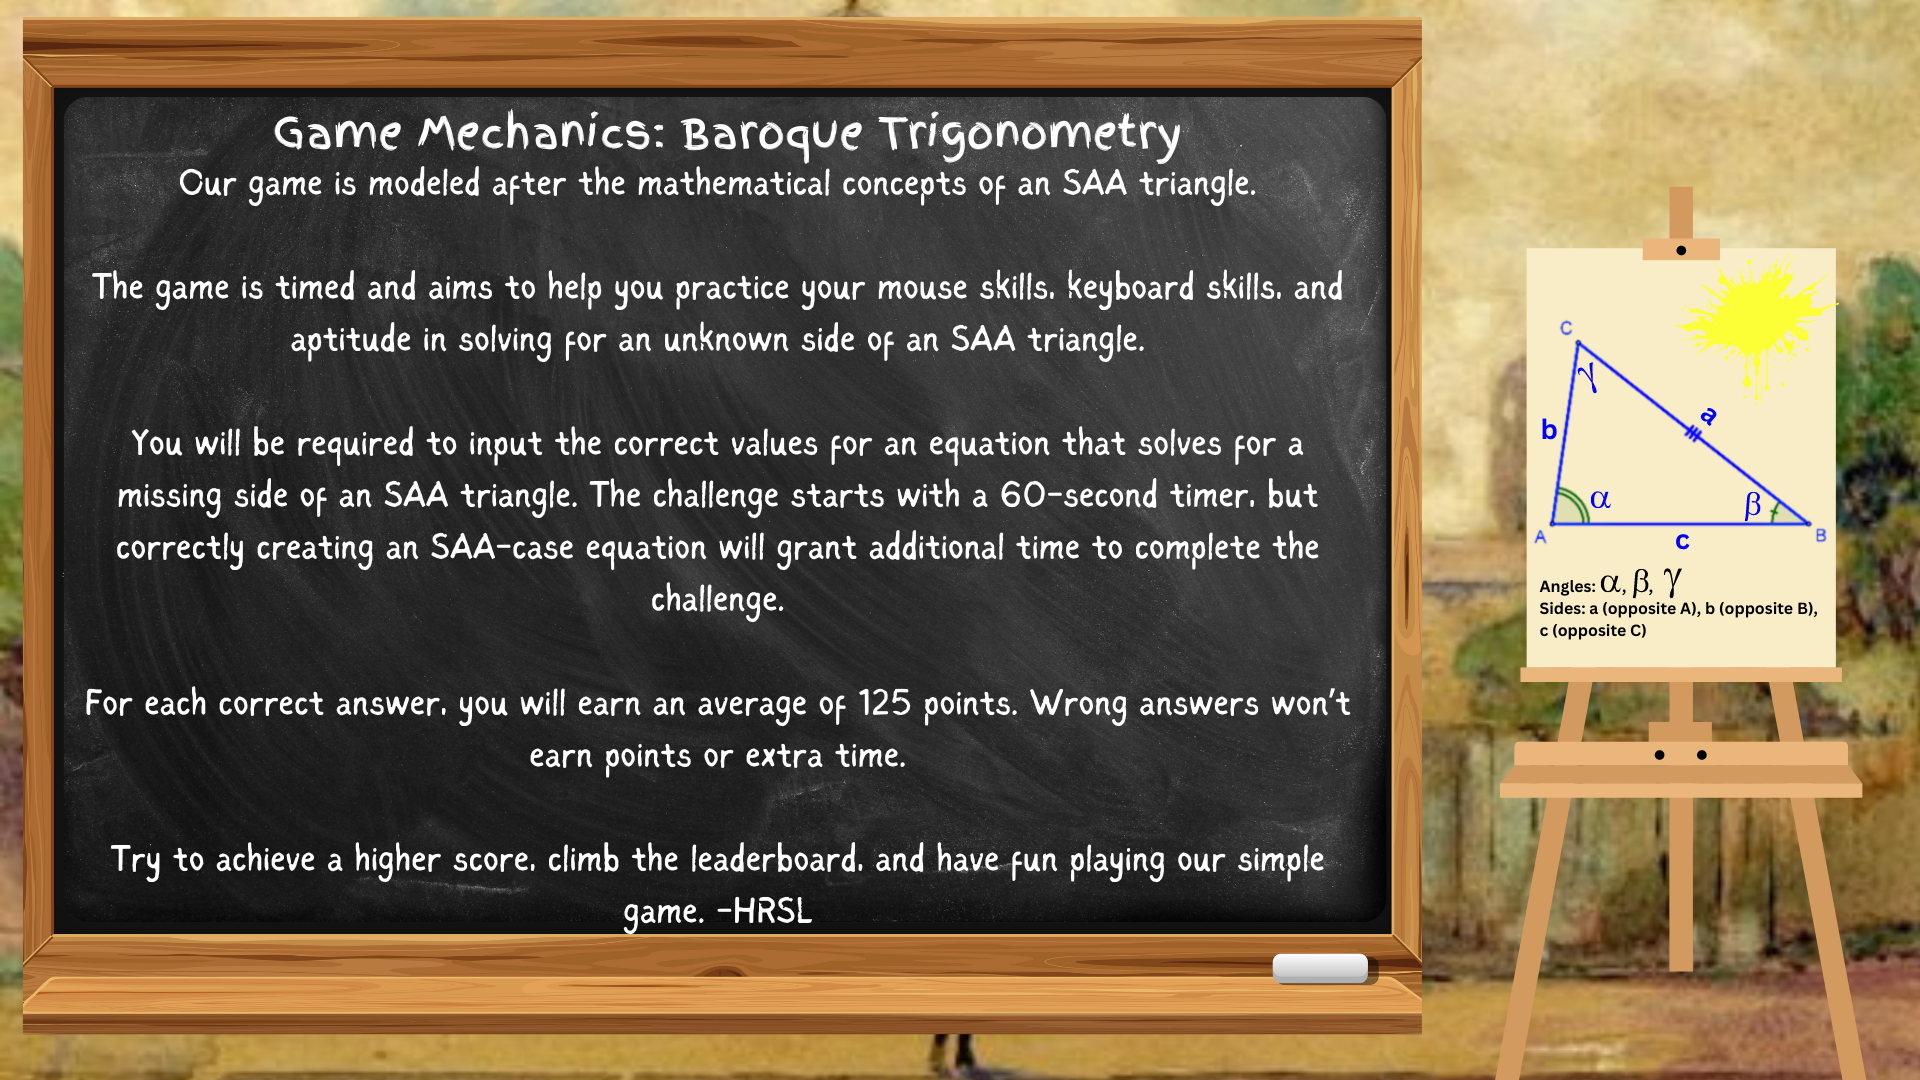 Game Mechanics: Baroque Trigonometry
Our game is modeled after the mathematical concepts of an SAA triangle.
The game is timed and aims to help you practice your mouse skills, keyboard skills, and
aptitude in solving for an unknown side of an SAA triangle.
You will be required to input the correct values for an equation that solves for a
missing side of an SAA triangle. The challenge starts with a 60-second timer, but
correctly creating an SAA-case equation will grant additional time to complete the
challenge.
For each correct answer, you will earn an average of 125 points. Wrong answers won't
earn points or extra time.
Try to achieve a higher score, climb the leaderboard, and have fun playing our simple
game. -HRSL
C
γ
a
b
α
β
A
c
B
Angles: α, β, γ
Sides: a (opposite A), b (opposite B),
c (opposite C)